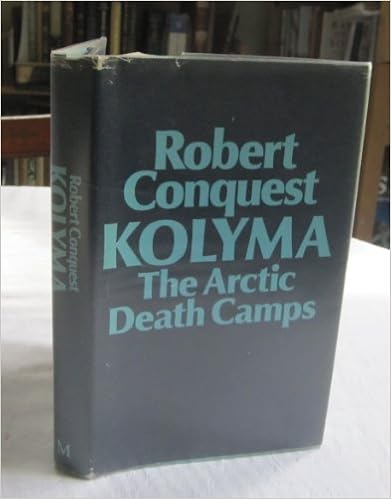 Robert
Conquest
KOLYMA
The Arctic
Death Camps
Robert Conquest
KOLYMA
M